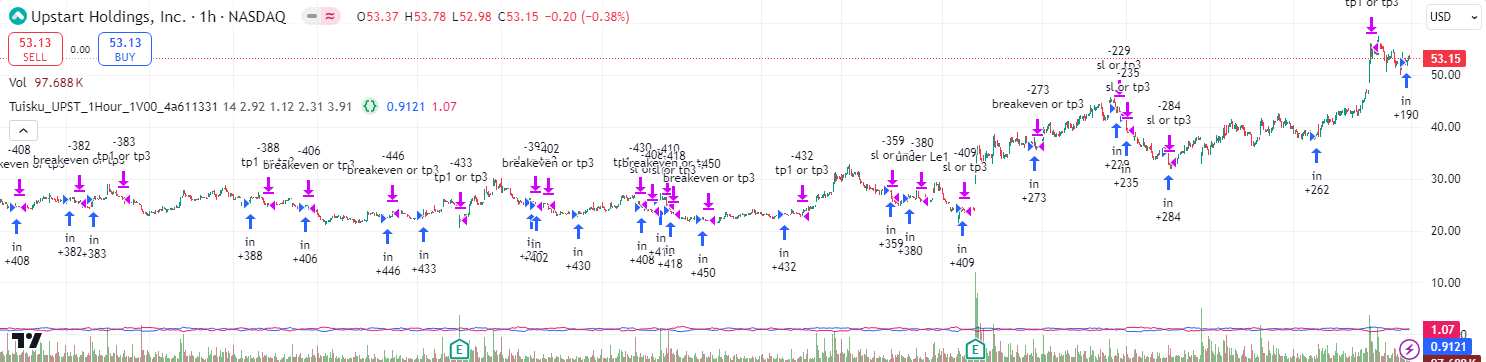 Upstart Holdings, Inc. · 1h · NASDAQ
O53.37 H53.78 L52.98 C53.15 −0.20 (−0.38%)
tp1 or tp3
USD
53.13
SELL
0.00
53.13
BUY
Vol 97.688 K
Tuisku_UPST_1Hour_1V00_4a611331 14 2.92 1.12 2.31 3.91 {} 0.9121 1.07
53.15
50.00
40.00
30.00
20.00
10.00
1.07
0.9121
-408
-382
breakeven or tp3
-383
tp1 or tp3
-388
-406
breakeven or tp3
-446
breakeven or tp3
-433
tp1 or tp3
-392
-402
breakeven or tp3
-430
-410
-418
-450
breakeven or tp3
-432
tp1 or tp3
-359
-380
under Le1
-409
sl or tp3
-273
breakeven or tp3
-229
sl or tp3
-235
sl or tp3
-284
sl or tp3
in
+408
in
+382
in
+383
in
+388
in
+406
in
+446
in
+433
in
+402
in
+430
in
+408
in
+418
in
+450
in
+432
in
+359
in
+380
in
+409
in
+273
in
+229
in
+235
in
+284
in
+262
in
+190
E
E